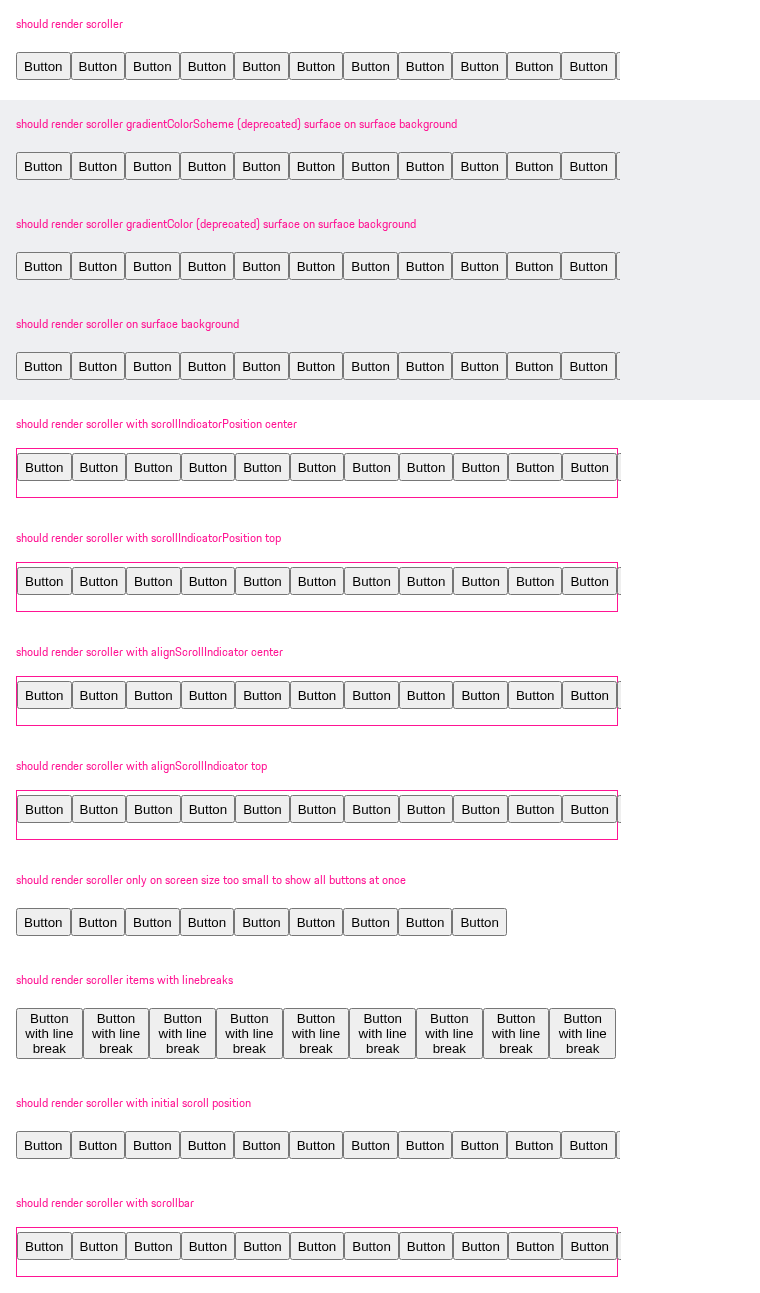 should render scroller
Button Button Button Button Button Button Button Button Button Button Button
should render scroller gradientColorScheme (deprecated) surface on surface background
Button Button Button Button Button Button Button Button Button Button Button
should render scroller gradientColor (deprecated) surface on surface background
Button Button Button Button Button Button Button Button Button Button Button
should render scroller on surface background
Button Button Button Button Button Button Button Button Button Button Button
should render scroller with scrollIndicatorPosition center
Button Button Button Button Button Button Button Button Button Button Button
should render scroller with scrollIndicatorPosition top
Button Button Button Button Button Button Button Button Button Button Button
should render scroller with alignScrollIndicator center
Button Button Button Button Button Button Button Button Button Button Button
should render scroller with alignScrollIndicator top
Button Button Button Button Button Button Button Button Button Button Button
should render scroller only on screen size too small to show all buttons at once
Button Button Button Button Button Button Button Button Button
should render scroller items with linebreaks
Button Button Button Button Button Button Button Button Button
with line with line with line with line with line with line with line with line with line
break break break break break break break break break
should render scroller with initial scroll position
Button Button Button Button Button Button Button Button Button Button Button
should render scroller with scrollbar
Button Button Button Button Button Button Button Button Button Button Button